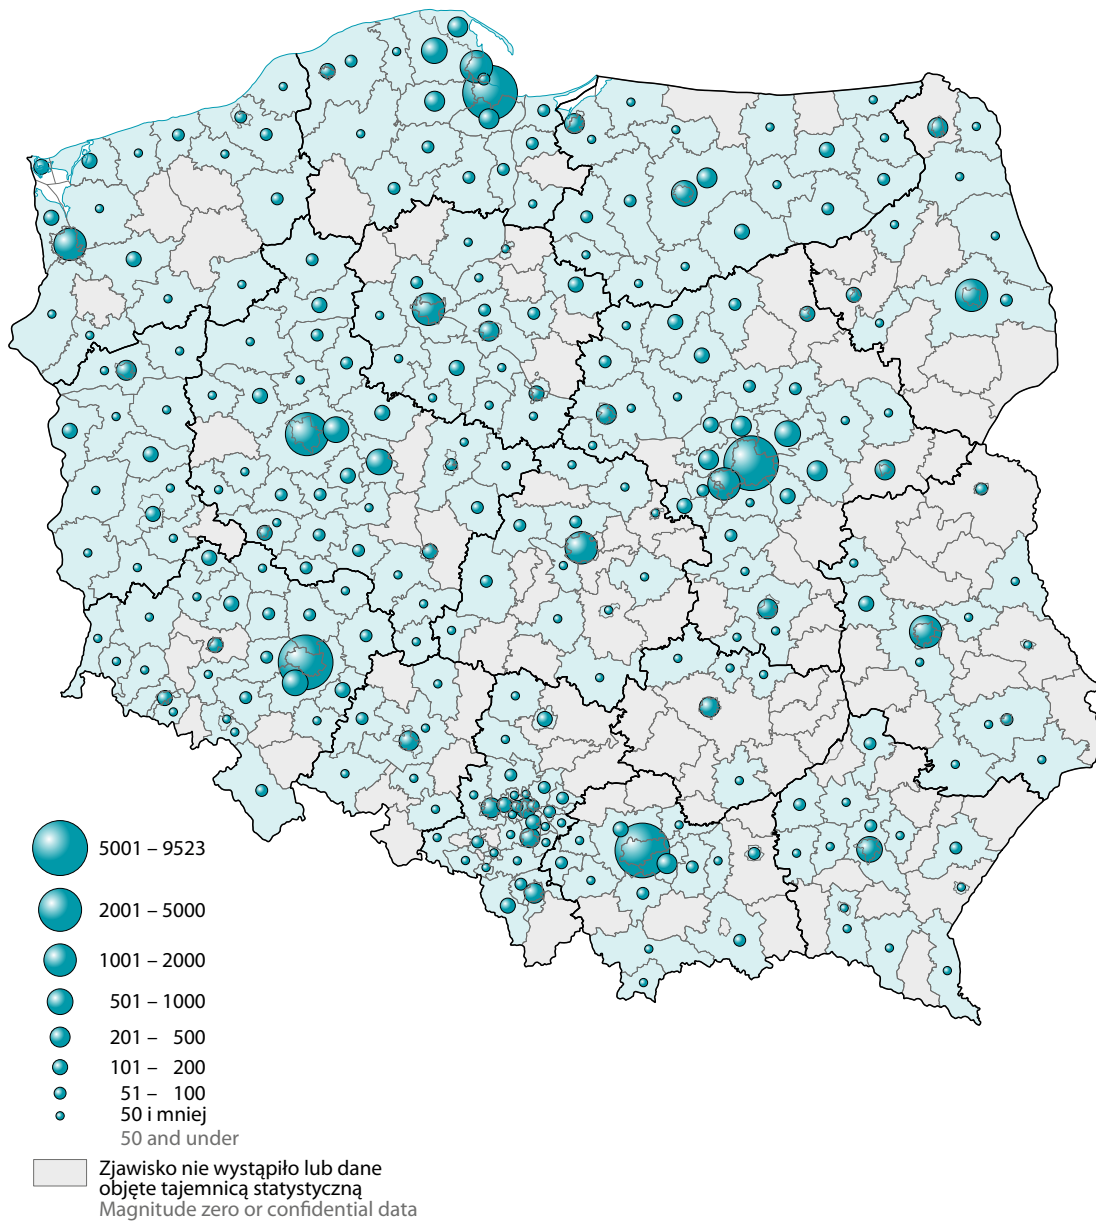 5001 – 9523
2001 – 5000
1001 – 2000
501 – 1000
201 – 500
101 – 200
51 – 100
50 i mniej
50 and under
Zjawisko nie wystąpiło lub dane
objęte tajemnicą statystyczną
Magnitude zero or confidential data